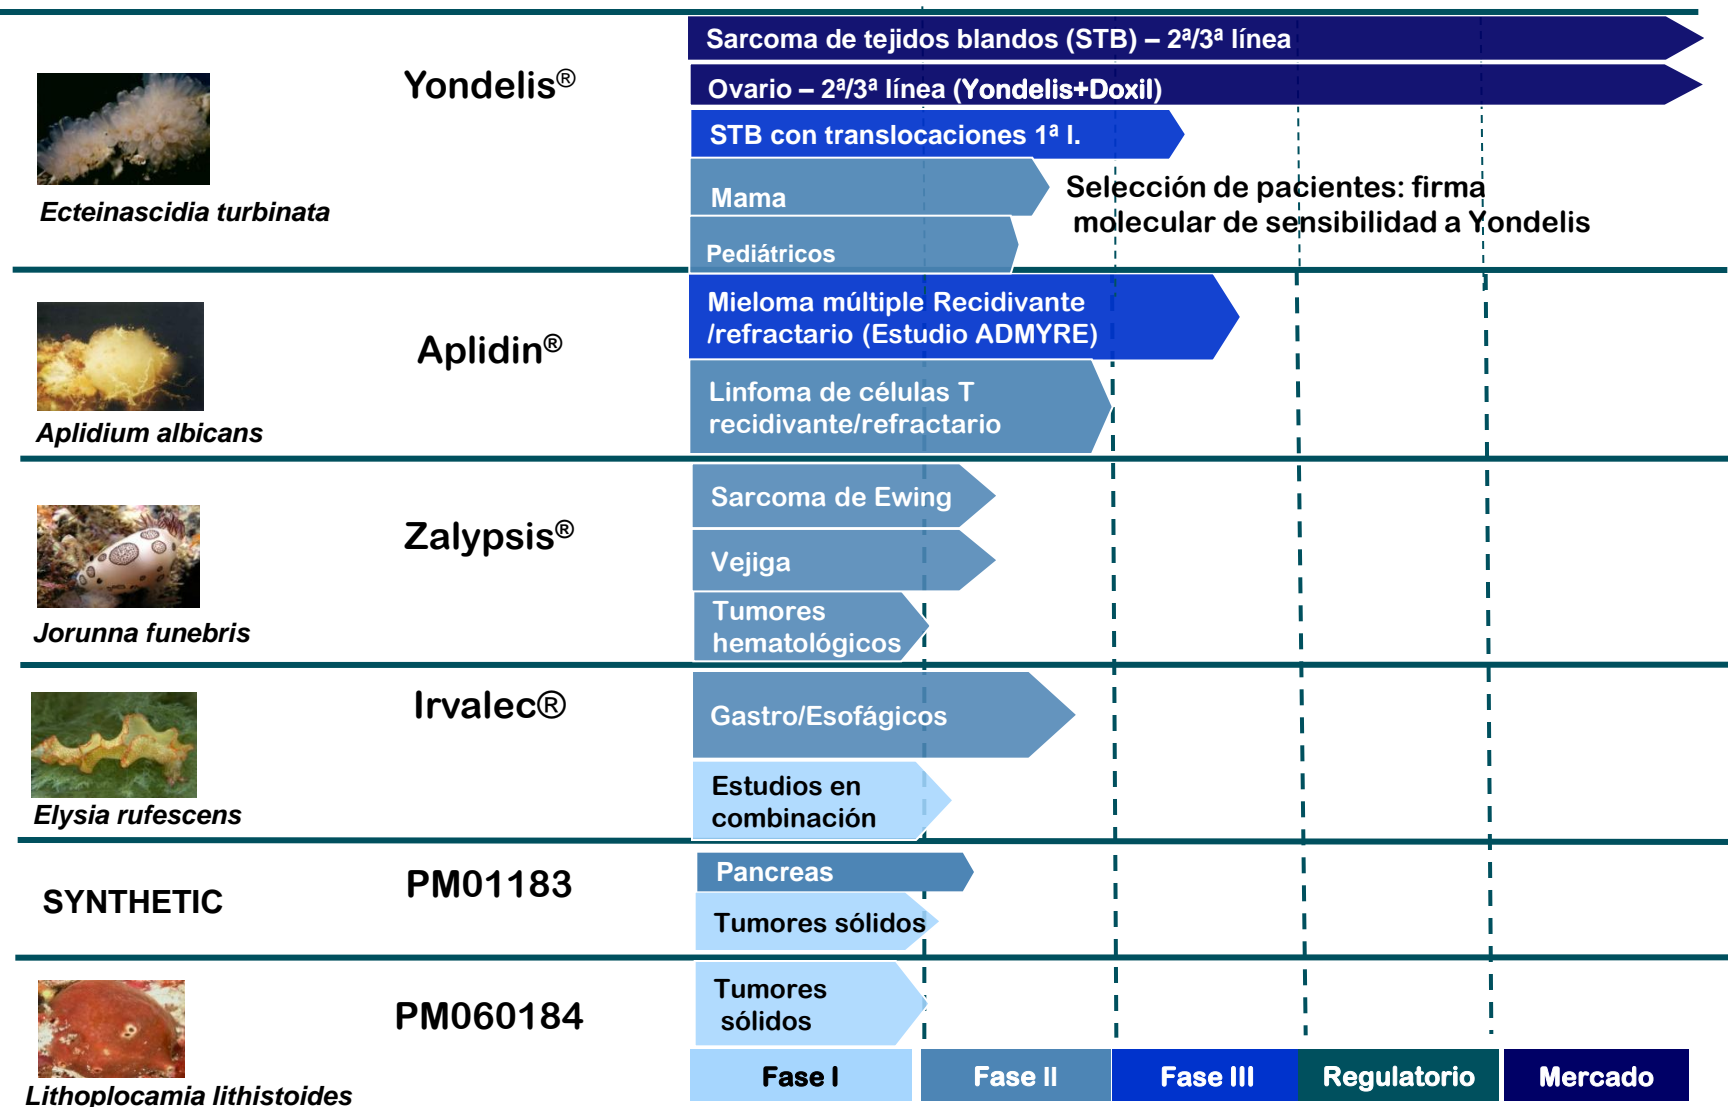 Sarcoma de tejidos blandos (STB) – 2ª/3ª línea
Yondelis®
Ovario – 2ª/3ª línea (Yondelis+Doxil)
STB con translocaciones 1ª l.
Mama
Selección de pacientes: firma
molecular de sensibilidad a Yondelis
Ecteinascidia turbinata
Pediátricos
Mieloma múltiple Recidivante
/refractario (Estudio ADMYRE)
Aplidin®
Linfoma de células T
recidivante/refractario
Aplidium albicans
Sarcoma de Ewing
Zalypsis®
Vejiga
Tumores
hematológicos
Jorunna funebris
Irvalec®
Gastro/Esofágicos
Estudios en
combinación
Elysia rufescens
Pancreas
SYNTHETIC
PM01183
Tumores sólidos
Tumores
sólidos
PM060184
Lithoplocamia lithistoides
Fase I
Fase II
Fase III
Regulatorio
Mercado